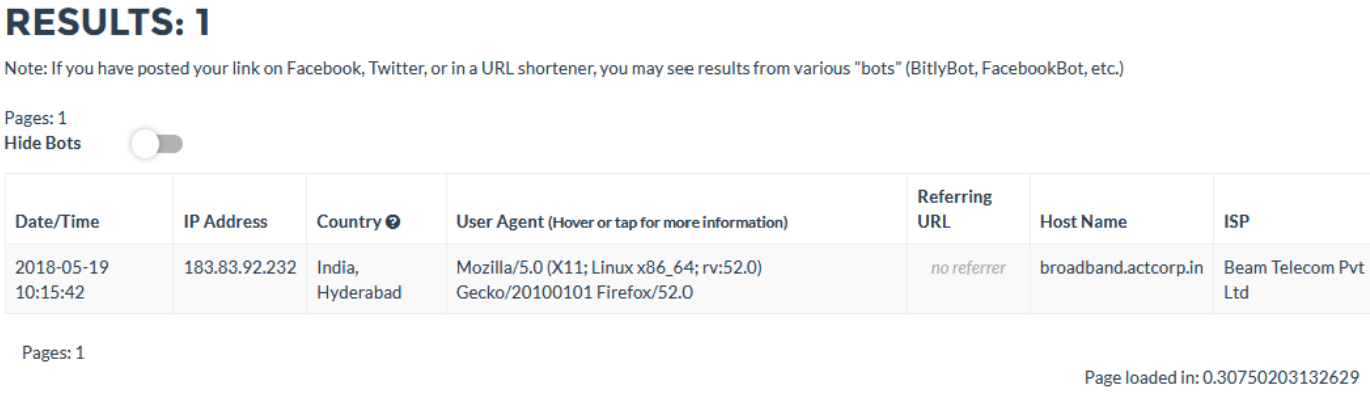 RESULTS: 1
Note: If you have posted your link on Facebook, Twitter, or in a URL shortener, you may see results from various "bots" (BitlyBot, FacebookBot, etc.)
Pages: 1
Hide Bots
Date/Time IP Address Country ? User Agent (Hover or tap for more information) Referring URL Host Name ISP
2018-05-19 183.83.92.232 India, Mozilla/5.0 (X11; Linux x86_64; rv:52.0) no referrer broadband.actcorp.in Beam Telecom Pvt
10:15:42 Hyderabad Gecko/20100101 Firefox/52.0 Ltd
Pages: 1
Page loaded in: 0.30750203132629